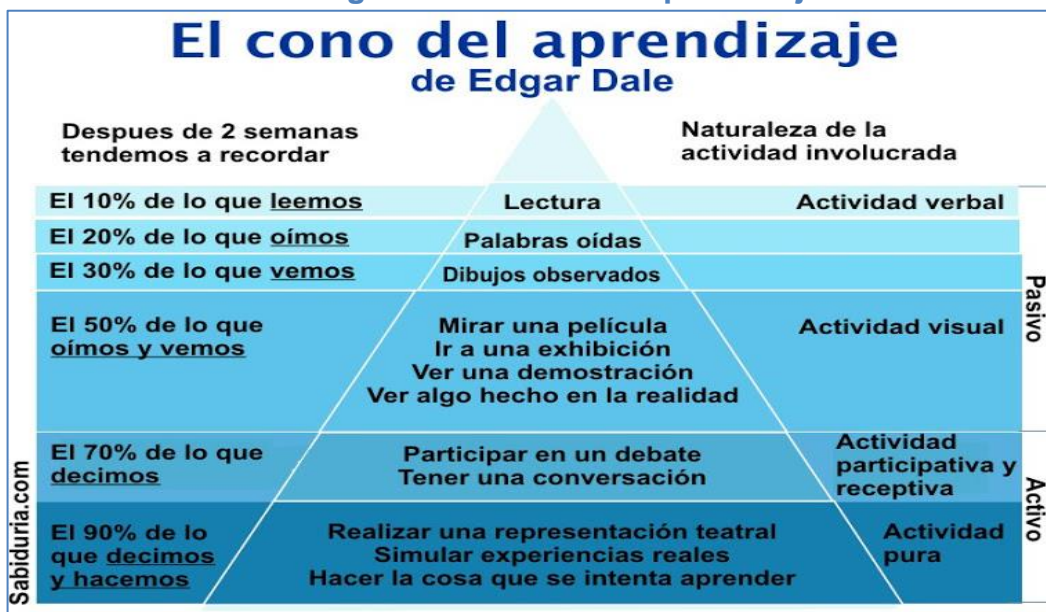 El cono del aprendizaje
de Edgar Dale
Despues de 2 semanas
tendemos a recordar
Naturaleza de la
actividad involucrada
El 10% de lo que leemos
Lectura
Actividad verbal
El 20% de lo que oímos
Palabras oídas
El 30% de lo que vemos
Dibujos observados
El 50% de lo que
oímos y vemos
Mirar una película
Ir a una exhibición
Ver una demostración
Ver algo hecho en la realidad
Actividad visual
Pasivo
El 70% de lo que
decimos
Participar en un debate
Tener una conversación
Actividad
participativa y
receptiva
El 90% de lo
que decimos
y hacemos
Realizar una representación teatral
Simular experiencias reales
Hacer la cosa que se intenta aprender
Actividad
pura
Activo
Sabiduria.com